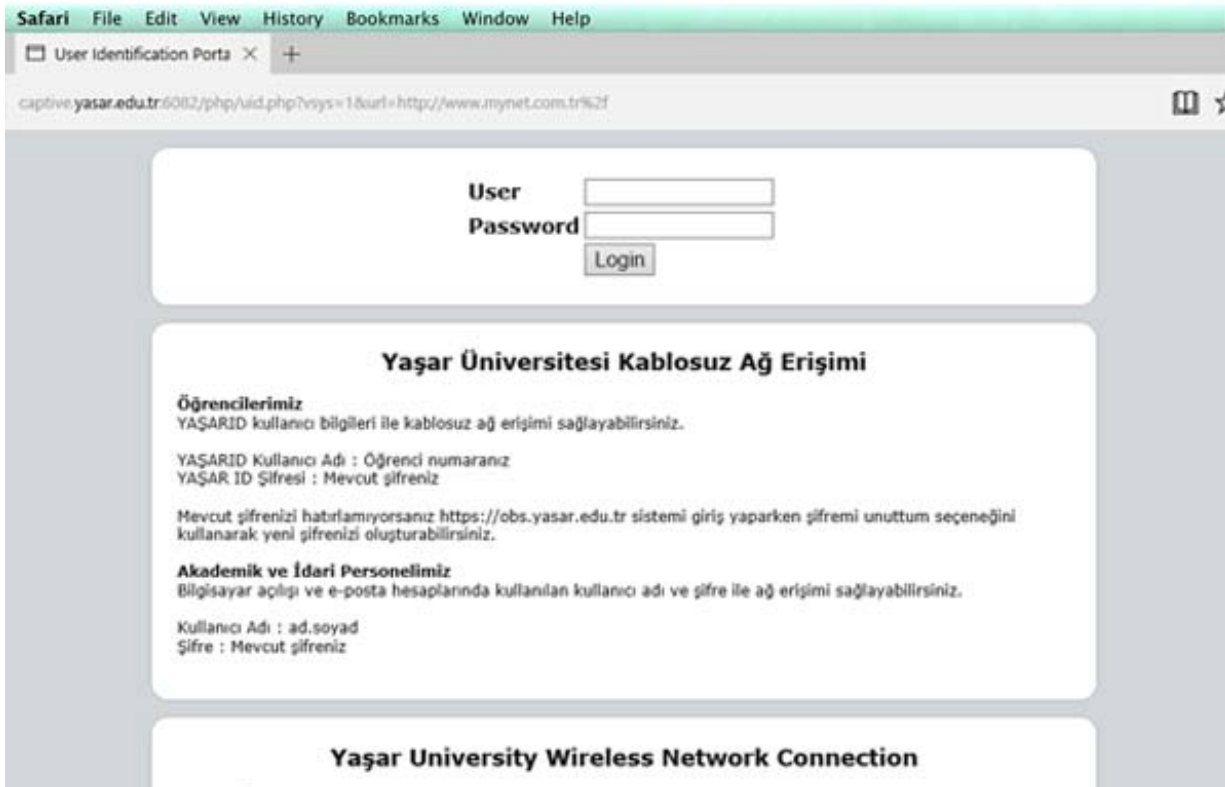 Safari File Edit View History Bookmarks Window Help
User Identification Porta
captive.yasar.edu.tr:6082/php/uid.php?vsys=1&url=http://www.mynet.com.tr%2f
User
Password
Login
Yaşar Üniversitesi Kablosuz Ağ Erişimi
Öğrencilerimiz
YAŞARID kullanıcı bilgileri ile kablosuz ağ erişimi sağlayabilirsiniz.
YAŞARID Kullanıcı Adı : Öğrenci numaranız
YAŞAR ID Şifresi : Mevcut şifreniz
Mevcut şifrenizi hatırlamıyorsanız https://obs.yasar.edu.tr sistemi giriş yaparken şifremi unuttum seçeneğini
kullanarak yeni şifrenizi oluşturabilirsiniz.
Akademik ve İdari Personelimiz
Bilgisayar açılışı ve e-posta hesaplarında kullanılan kullanıcı adı ve şifre ile ağ erişimi sağlayabilirsiniz.
Kullanıcı Adı : ad.soyad
Şifre : Mevcut şifreniz
Yaşar University Wireless Network Connection